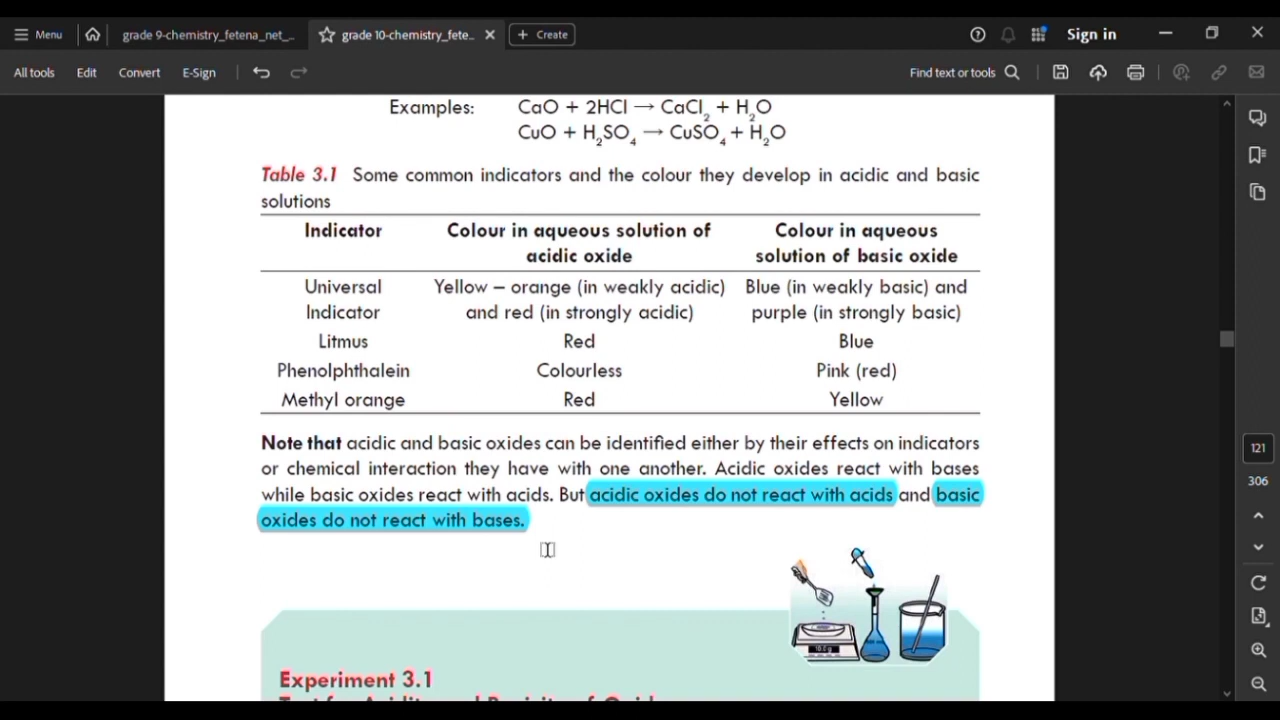 Menu
grade 9-chemistry_fetena_net_...
grade 10-chemistry_fete...
Create
Sign in
All tools
Edit
Convert
E-Sign
Find text or tools
Examples: CaO + 2HCl → CaCl₂ + H₂O
CuO + H₂SO₄ → CuSO₄ + H₂O
Table 3.1 Some common indicators and the colour they develop in acidic and basic
solutions
Indicator Colour in aqueous solution of Colour in aqueous
acidic oxide solution of basic oxide
Universal Yellow – orange (in weakly acidic) Blue (in weakly basic) and
Indicator and red (in strongly acidic) purple (in strongly basic)
Litmus Red Blue
Phenolphthalein Colourless Pink (red)
Methyl orange Red Yellow
Note that acidic and basic oxides can be identified either by their effects on indicators
or chemical interaction they have with one another. Acidic oxides react with bases
while basic oxides react with acids. But acidic oxides do not react with acids and basic
oxides do not react with bases.
121
306
Experiment 3.1